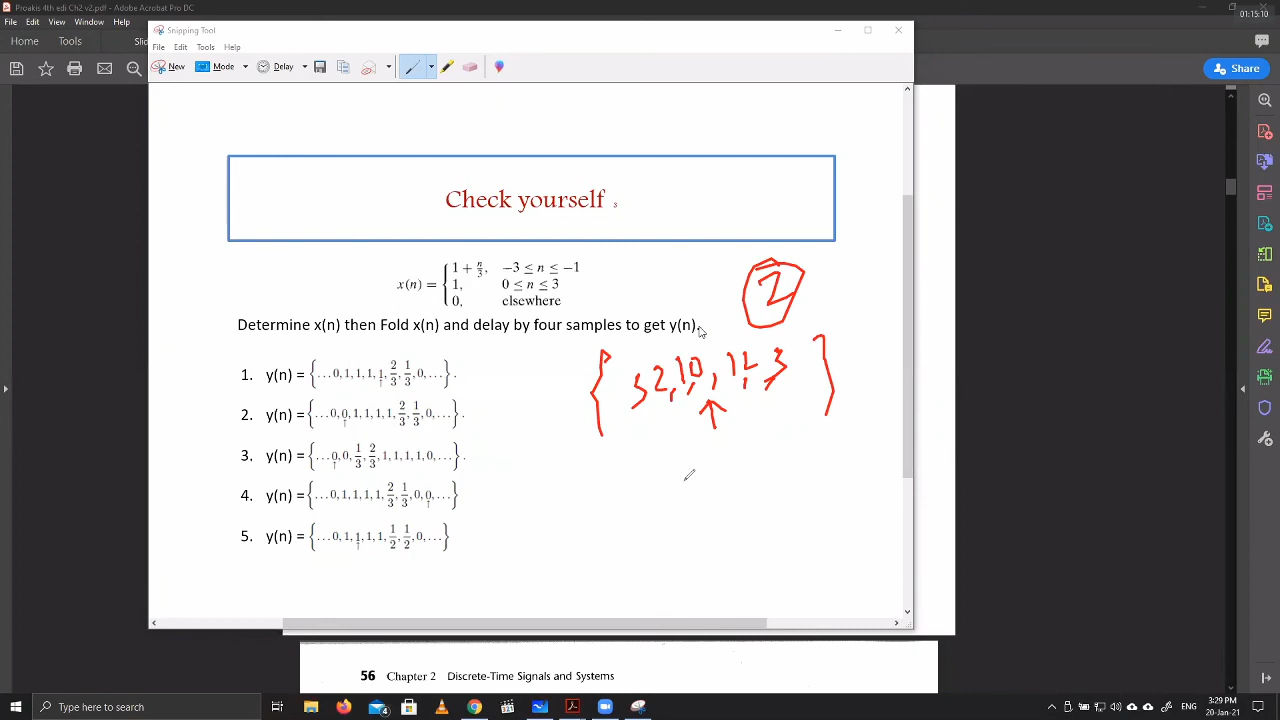 Proakis 4th edi Ch2 v2.pdf - Adobe Acrobat Pro DC
01:15:10
File Edit View Window Help
Home Tools
Share
Snipping Tool
File Edit Tools Help
New Mode Delay
Check yourself
x(n) = { 1 + n/3, −3 ≤ n ≤ −1
1, 0 ≤ n ≤ 3
0, elsewhere
2
Determine x(n) then Fold x(n) and delay by four samples to get y(n).
1. y(n) = {...0, 1, 1, 1, 1, 2/3, 1/3, 0, ...}.
↑
2. y(n) = {...0, 0, 1, 1, 1, 1, 2/3, 1/3, 0, ...}.
↑
3. y(n) = {...0, 0, 1/3, 2/3, 1, 1, 1, 1, 0, ...}.
↑
4. y(n) = {...0, 1, 1, 1, 1, 2/3, 1/3, 0, 0, ...}
↑
5. y(n) = {...0, 1, 1, 1, 1, 1/2, 1/2, 0, ...}
↑
56 Chapter 2 Discrete-Time Signals and Systems
Type here to search
3:29 PM
20-Jan-21